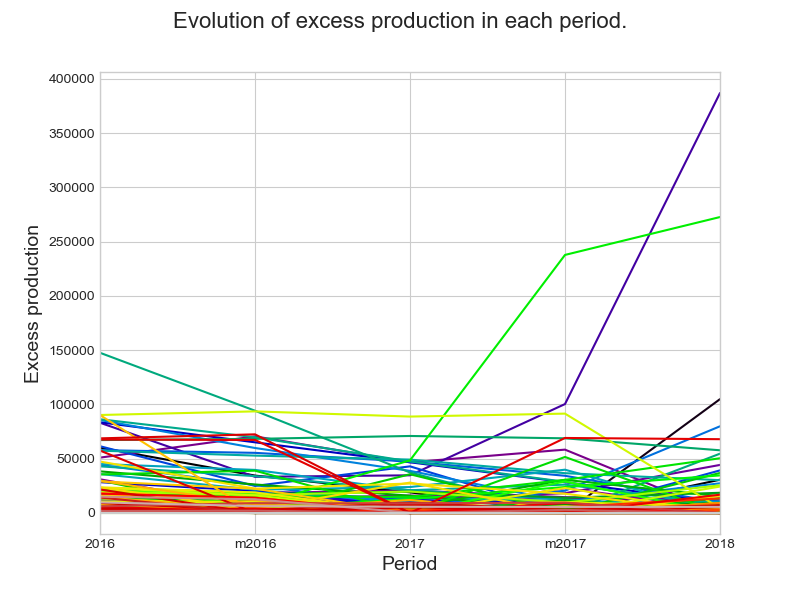 Evolution of excess production in each period.
400000
350000
300000
250000
200000
150000
100000
50000
0
Excess production
2016
m2016
2017
m2017
2018
Period